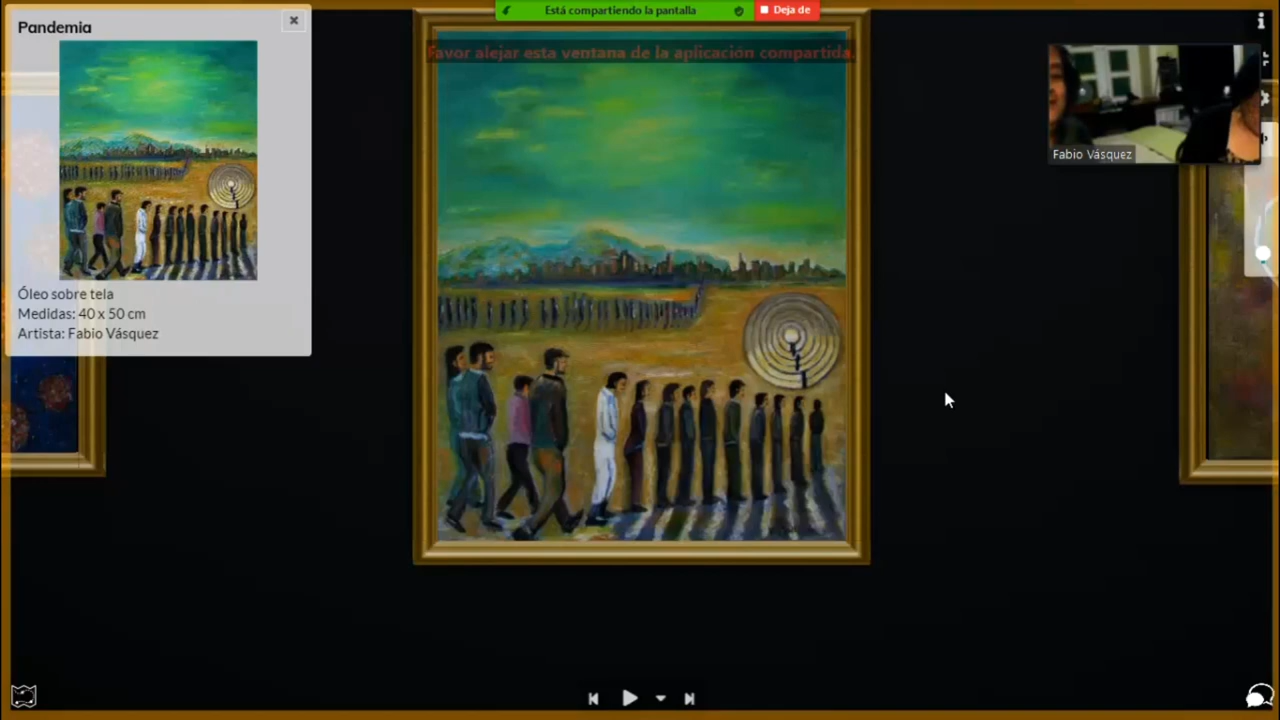 Está compartiendo la pantalla
Deja de
Pandemia
Favor alejar esta ventana de la aplicación compartida.
Fabio Vásquez
Óleo sobre tela
Medidas: 40 x 50 cm
Artista: Fabio Vásquez